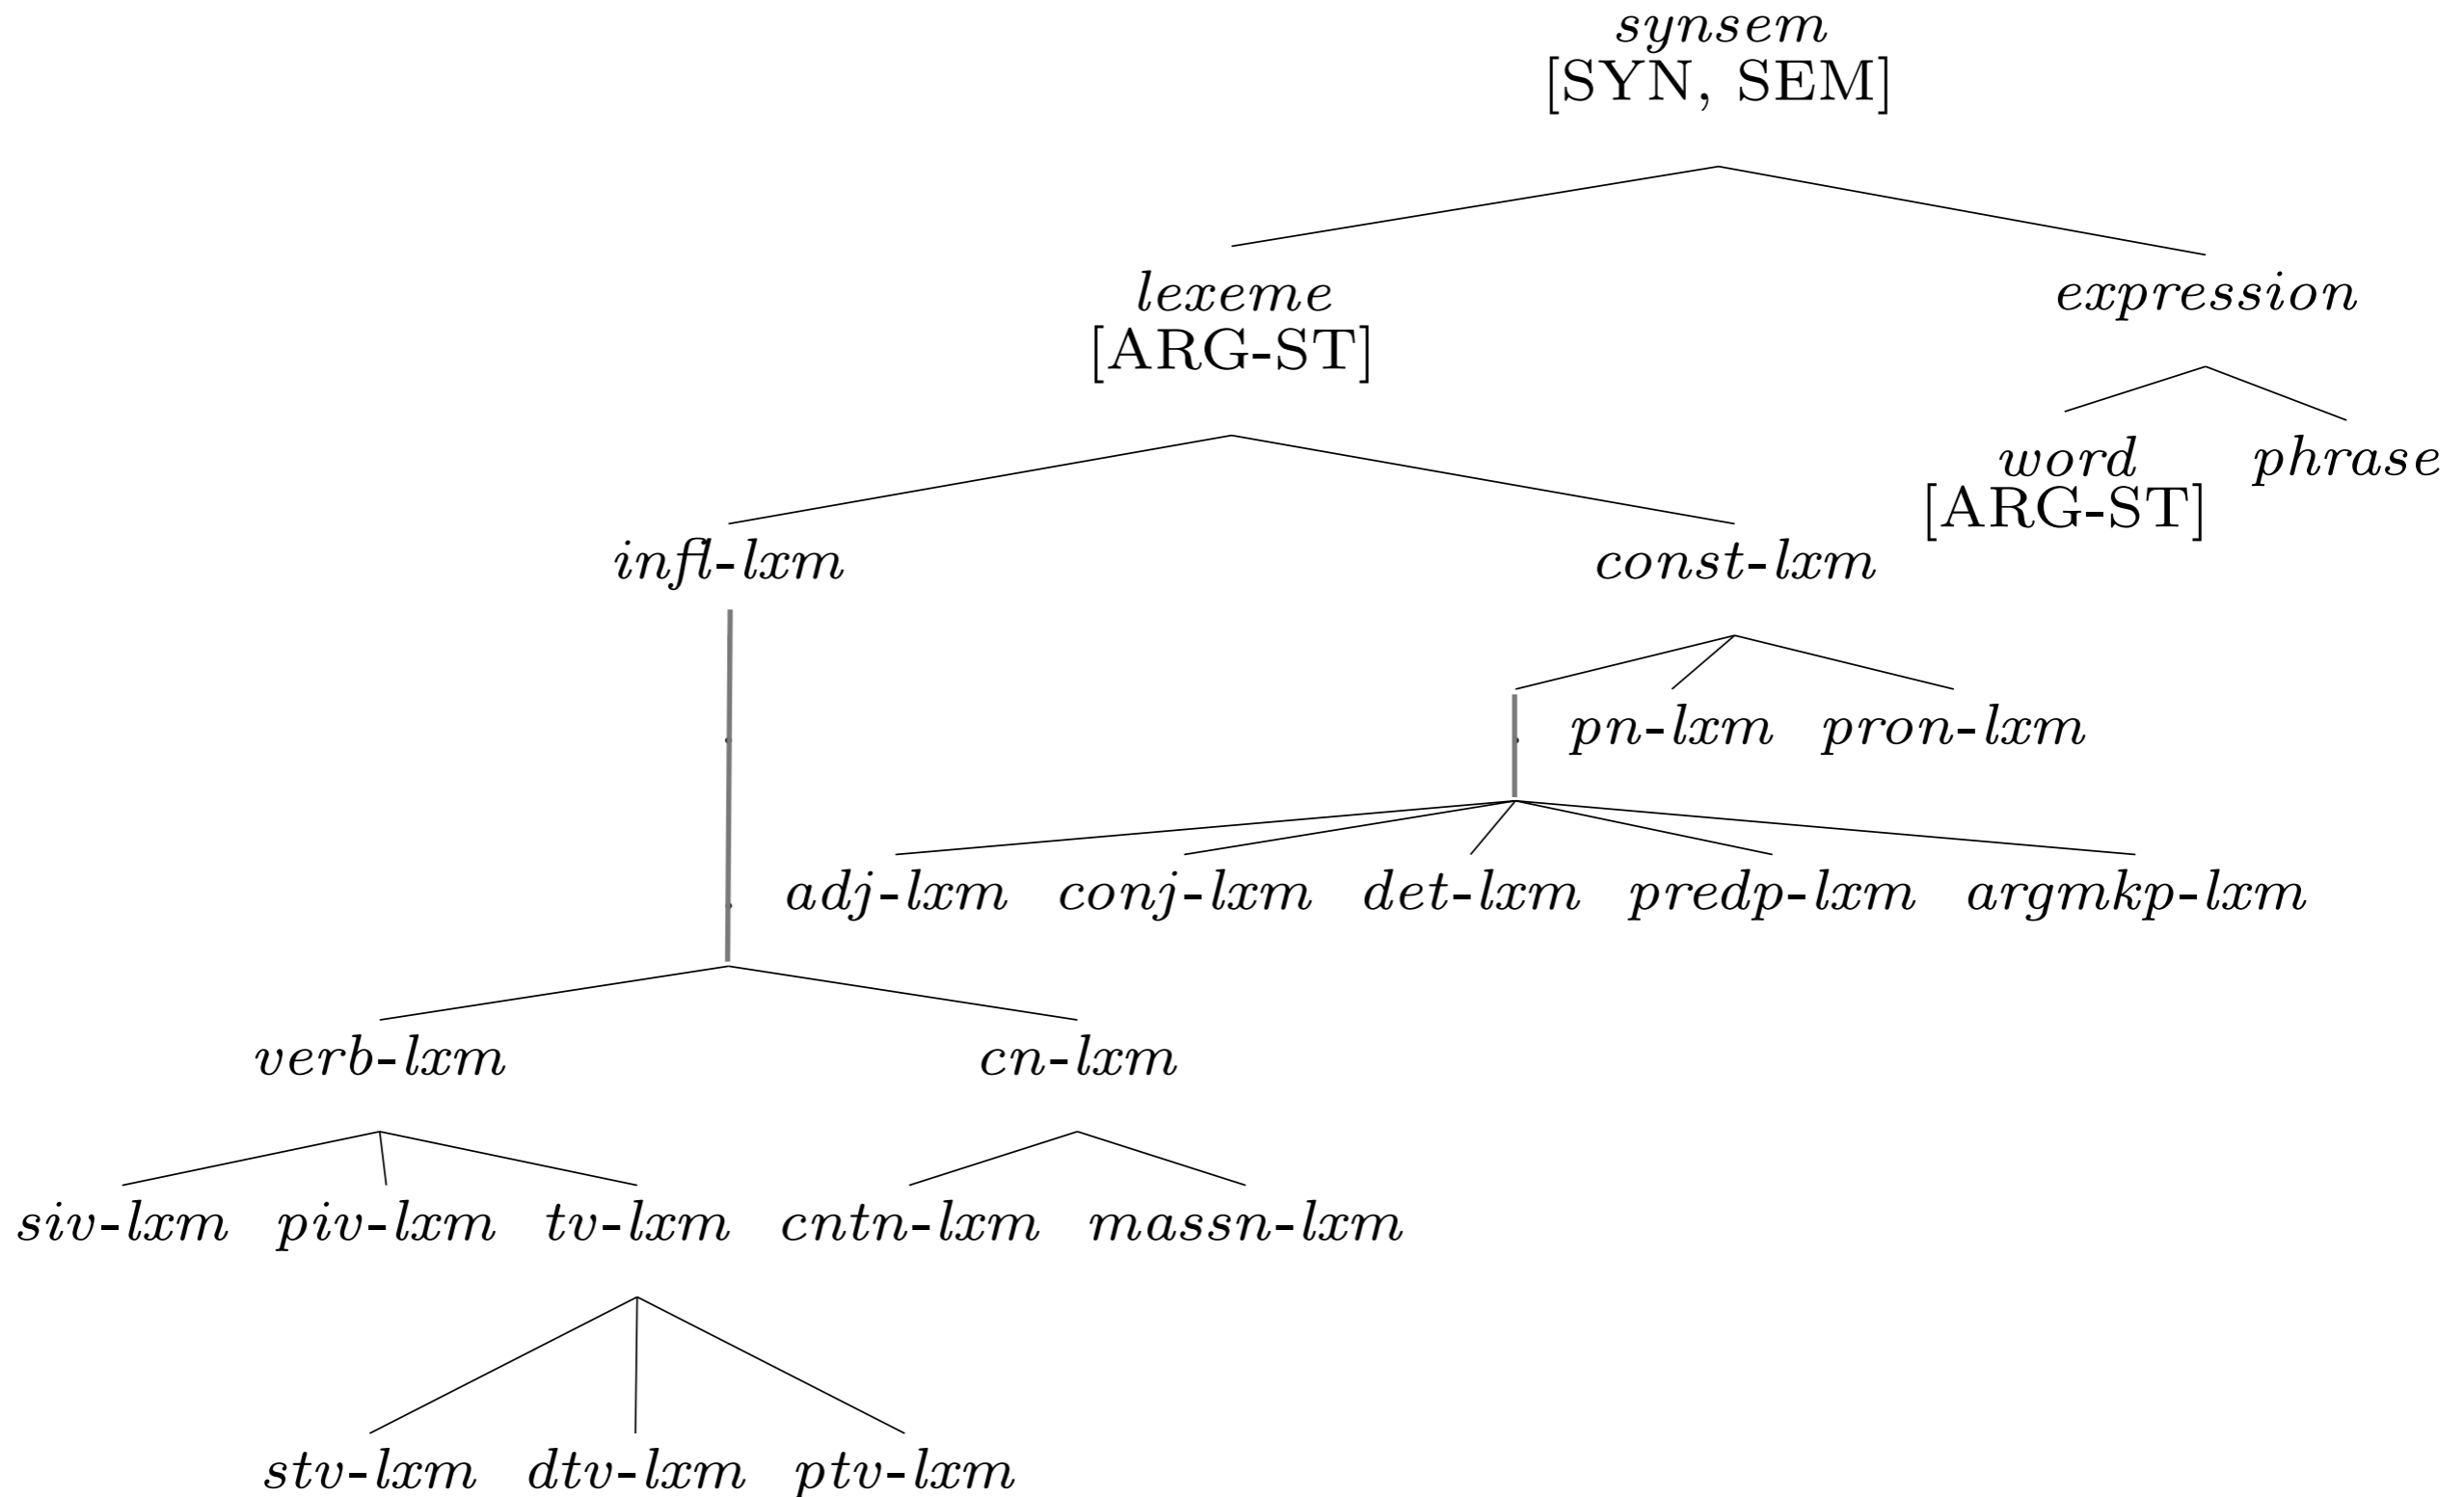 synsem
[SYN, SEM]
lexeme
[ARG-ST]
expression
word
[ARG-ST]
phrase
infl-lxm
const-lxm
pn-lxm pron-lxm
adj-lxm conj-lxm det-lxm predp-lxm argmkp-lxm
verb-lxm cn-lxm
siv-lxm piv-lxm tv-lxm cntn-lxm massn-lxm
stv-lxm dtv-lxm ptv-lxm